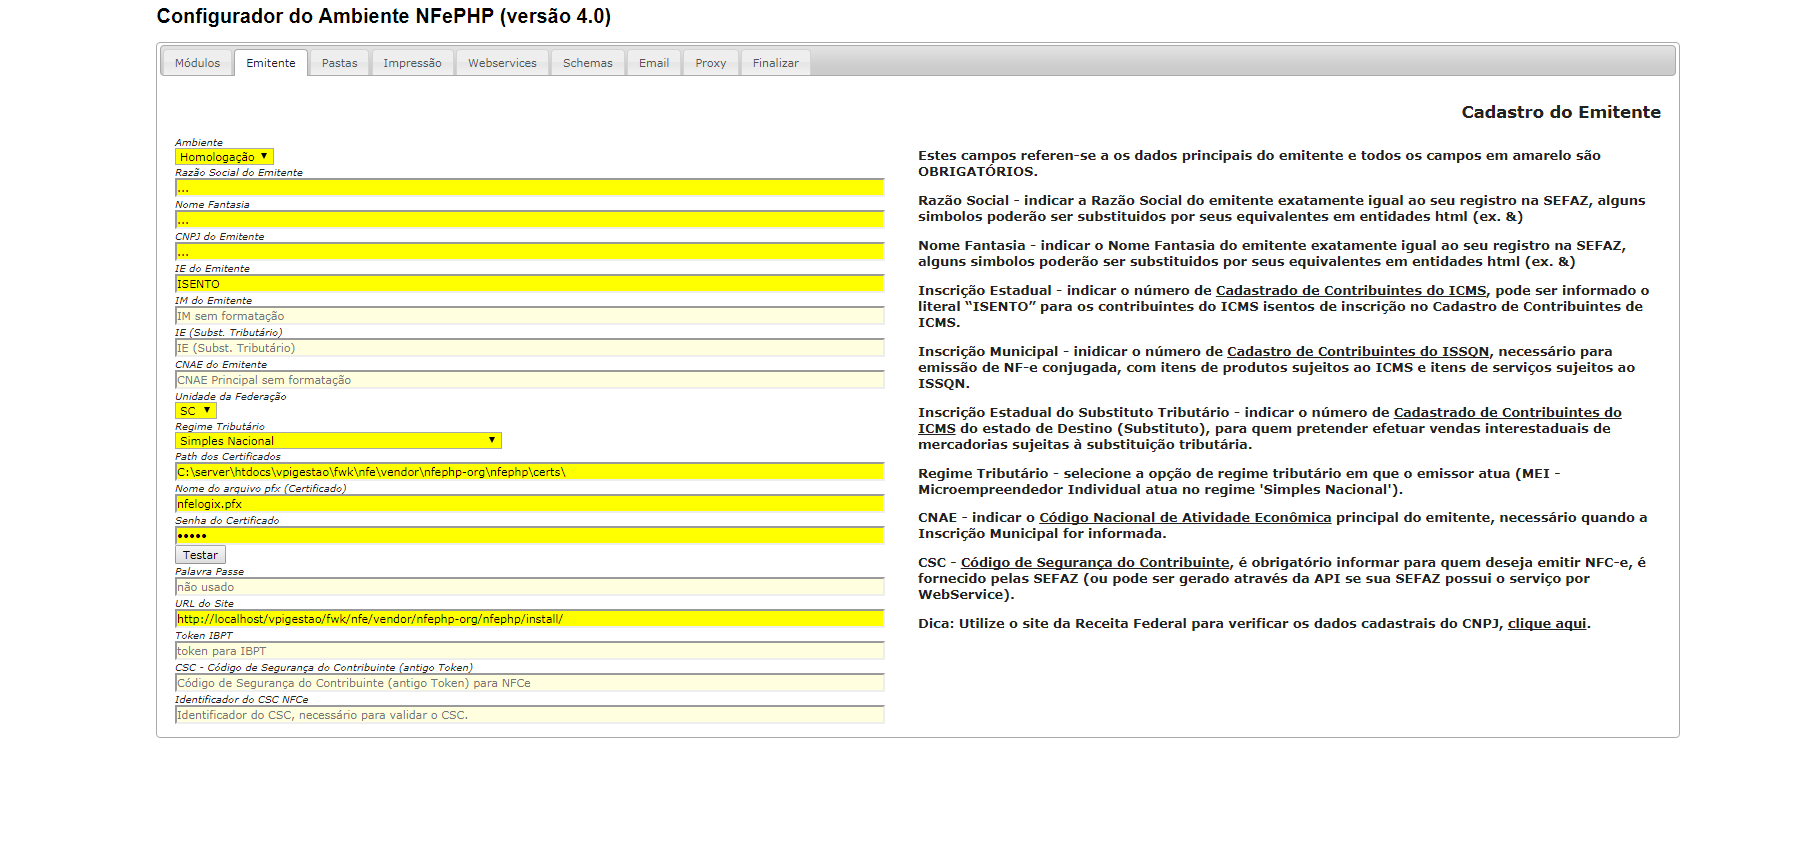 Configurador do Ambiente NFePHP (versão 4.0)
Módulos
Emitente
Pastas
Impressão
Webservices
Schemas
Email
Proxy
Finalizar
Cadastro do Emitente
Ambiente
Homologação
Razão Social do Emitente
...
Nome Fantasia
...
CNPJ do Emitente
...
IE do Emitente
ISENTO
IM do Emitente
IM sem formatação
IE (Subst. Tributário)
IE (Subst. Tributário)
CNAE do Emitente
CNAE Principal sem formatação
Unidade da Federação
SC
Regime Tributário
Simples Nacional
Path dos Certificados
C:\server\htdocs\vpigestao\fwk\nfe\vendor\nfephp-org\nfephp\certs\
Nome do arquivo pfx (Certificado)
nfelogix.pfx
Senha do Certificado
•••••
Testar
Palavra Passe
não usado
URL do Site
http://localhost/vpigestao/fwk/nfe/vendor/nfephp-org/nfephp/install/
Token IBPT
token para IBPT
CSC - Código de Segurança do Contribuinte (antigo Token)
Código de Segurança do Contribuinte (antigo Token) para NFCe
Identificador do CSC NFCe
Identificador do CSC, necessário para validar o CSC.
Estes campos referen-se a os dados principais do emitente e todos os campos em amarelo são
OBRIGATÓRIOS.
Razão Social - indicar a Razão Social do emitente exatamente igual ao seu registro na SEFAZ, alguns
simbolos poderão ser substituidos por seus equivalentes em entidades html (ex. &)
Nome Fantasia - indicar o Nome Fantasia do emitente exatamente igual ao seu registro na SEFAZ,
alguns simbolos poderão ser substituidos por seus equivalentes em entidades html (ex. &)
Inscrição Estadual - indicar o número de Cadastrado de Contribuintes do ICMS, pode ser informado o
literal “ISENTO” para os contribuintes do ICMS isentos de inscrição no Cadastro de Contribuintes de
ICMS.
Inscrição Municipal - inidicar o número de Cadastro de Contribuintes do ISSQN, necessário para
emissão de NF-e conjugada, com itens de produtos sujeitos ao ICMS e itens de serviços sujeitos ao
ISSQN.
Inscrição Estadual do Substituto Tributário - indicar o número de Cadastrado de Contribuintes do
ICMS do estado de Destino (Substituto), para quem pretender efetuar vendas interestaduais de
mercadorias sujeitas à substituição tributária.
Regime Tributário - selecione a opção de regime tributário em que o emissor atua (MEI -
Microempreendedor Individual atua no regime 'Simples Nacional').
CNAE - indicar o Código Nacional de Atividade Econômica principal do emitente, necessário quando a
Inscrição Municipal for informada.
CSC - Código de Segurança do Contribuinte, é obrigatório informar para quem deseja emitir NFC-e, é
fornecido pelas SEFAZ (ou pode ser gerado através da API se sua SEFAZ possui o serviço por
WebService).
Dica: Utilize o site da Receita Federal para verificar os dados cadastrais do CNPJ, clique aqui.